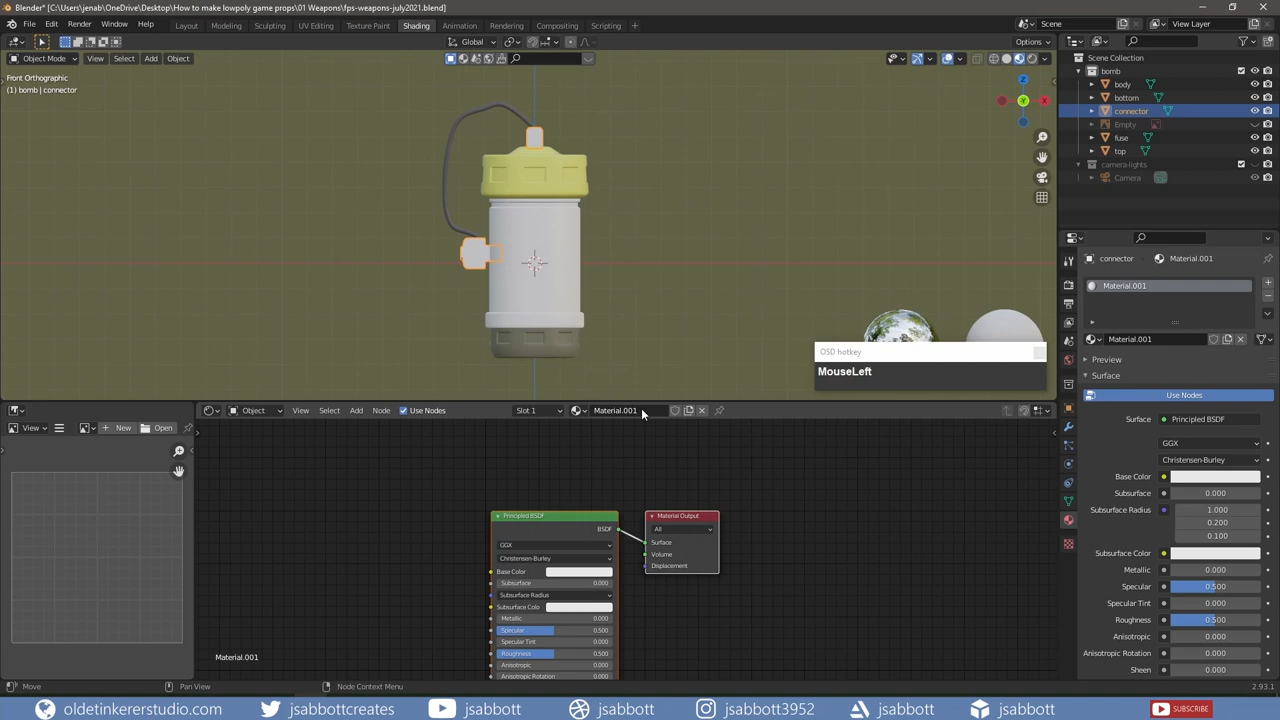 Blender* [C:\Users\jenab\OneDrive\Desktop\How to make lowpoly game props\01 Weapons\fps-weapons-july2021.blend]
File Edit Render Window Help Layout Modeling Sculpting UV Editing Texture Paint Shading Animation Rendering Compositing Scripting + Scene View Layer
Global Options
Object Mode View Select Add Object
Front Orthographic
(1) bomb | connector
Z
Y
X
Scene Collection
bomb
body
bottom
connector
Empty
fuse
top
camera-lights
Camera
OSD hotkey
MouseLeft
connector Material.001
Material.001
Material.001
Preview
Surface
Use Nodes
Surface Principled BSDF
GGX
Christensen-Burley
Base Color
Subsurface 0.000
Subsurface Radius 1.000
0.200
0.100
Subsurface Color
Metallic 0.000
Specular 0.500
Specular Tint 0.000
Roughness 0.500
Anisotropic 0.000
Anisotropic Rotation 0.000
Sheen 0.000
View New Open
Object View Select Add Node Use Nodes Slot 1 Material.001
Principled BSDF
BSDF
GGX
Christensen-Burley
Base Color
Subsurface 0.000
Subsurface Radius
Subsurface Colo
Metallic 0.000
Specular 0.500
Specular Tint 0.000
Roughness 0.500
Anisotropic 0.000
Anisotropic Rotation 0.000
Material Output
All
Surface
Volume
Displacement
Material.001
Move Pan View Node Context Menu 2.93.1
oldetinkererstudio.com jsabbottcreates jsabbott jsabbott jsabbott3952 jsabbott jsabbott SUBSCRIBE